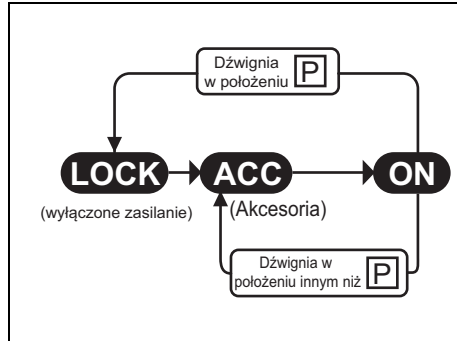 Dźwignia
w położeniu P
LOCK ACC ON
(wyłączone zasilanie) (Akcesoria)
Dźwignia w
położeniu innym niż P